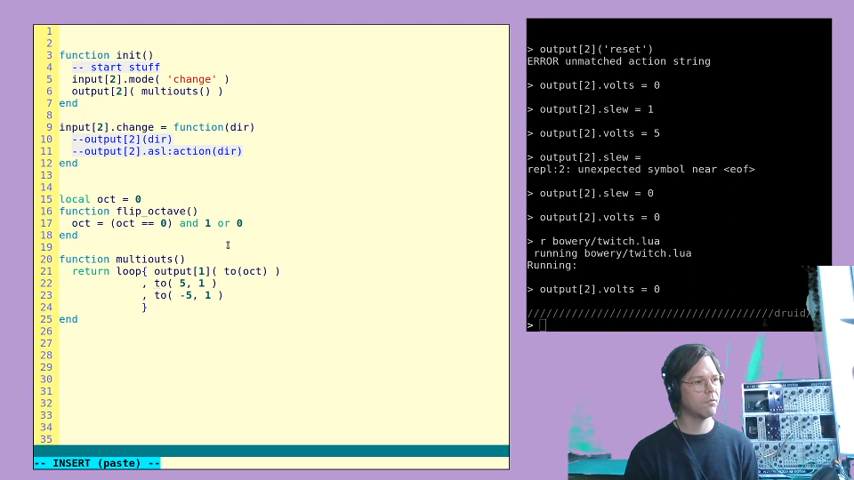 1
2
3 function init()
4 -- start stuff
5 input[2].mode( 'change' )
6 output[2]( multiouts() )
7 end
8
9 input[2].change = function(dir)
10 --output[2](dir)
11 --output[2].asl:action(dir)
12 end
13
14
15 local oct = 0
16 function flip_octave()
17 oct = (oct == 0) and 1 or 0
18 end
19
20 function multiouts()
21 return loop{ output[1]( to(oct) )
22 , to( 5, 1 )
23 , to( -5, 1 )
24 }
25 end
26
27
28
29
30
31
32
33
34
35
-- INSERT (paste) --
> output[2]('reset')
ERROR unmatched action string
> output[2].volts = 0
> output[2].slew = 1
> output[2].volts = 5
> output[2].slew =
repl:2: unexpected symbol near <eof>
> output[2].slew = 0
> output[2].volts = 0
> r bowery/twitch.lua
running bowery/twitch.lua
Running:
> output[2].volts = 0
///////////////////////////////////////druid/
>